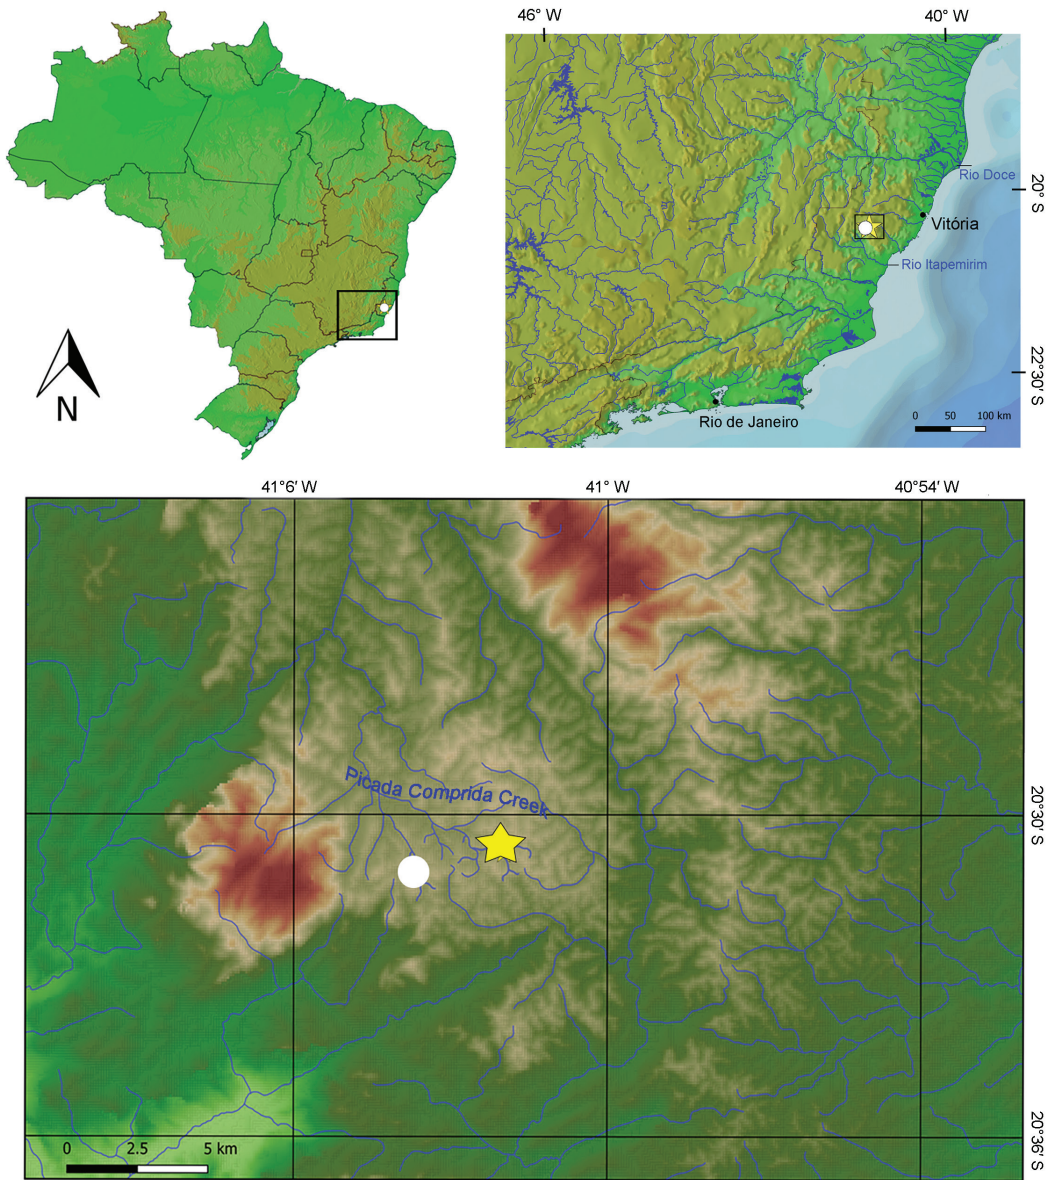 46° W
40° W
Rio Doce
20° S
Vitória
Rio Itapemirim
22°30' S
Rio de Janeiro
0 50 100 km
N
41°6' W
41° W
40°54' W
Picada Comprida Creek
20°30' S
20°36' S
0 2.5 5 km